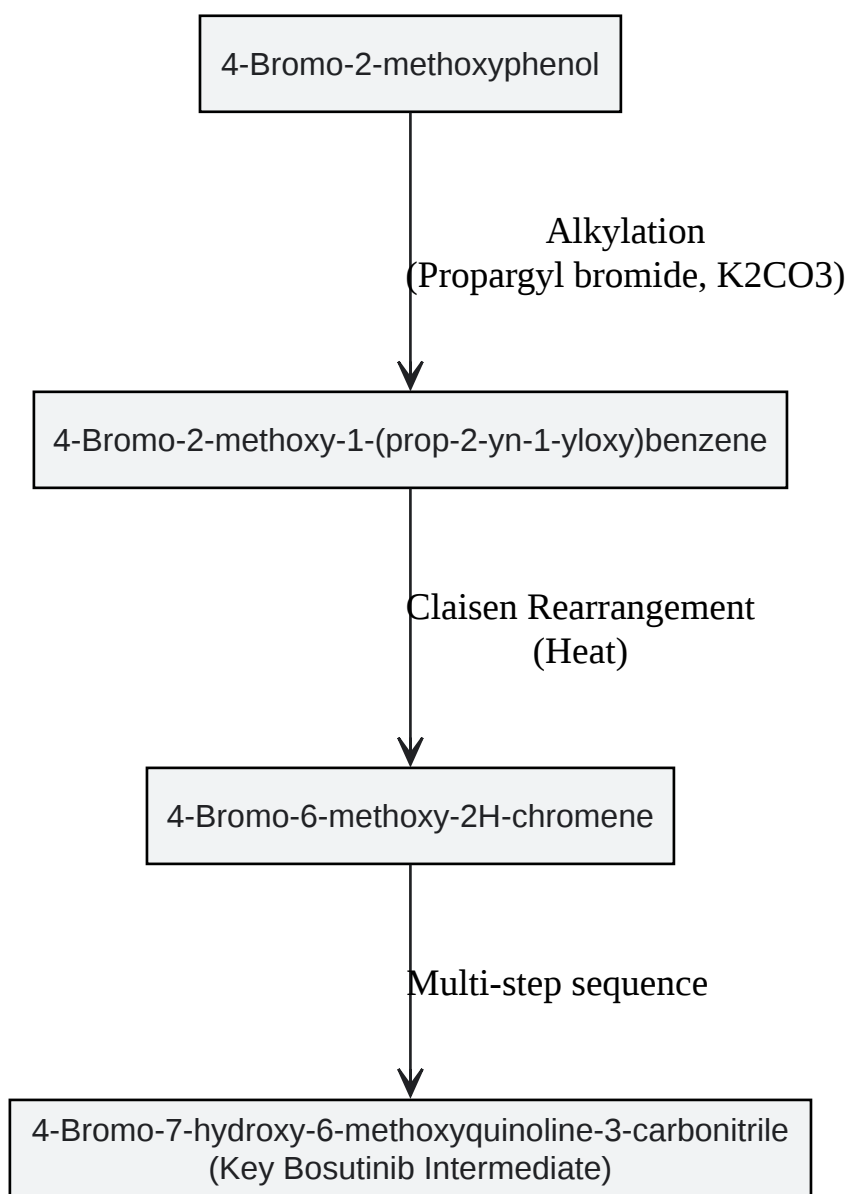 4-Bromo-2-methoxyphenol
Alkylation
(Propargyl bromide, K2CO3)
4-Bromo-2-methoxy-1-(prop-2-yn-1-yloxy)benzene
Claisen Rearrangement
(Heat)
4-Bromo-6-methoxy-2H-chromene
Multi-step sequence
4-Bromo-7-hydroxy-6-methoxyquinoline-3-carbonitrile
(Key Bosutinib Intermediate)